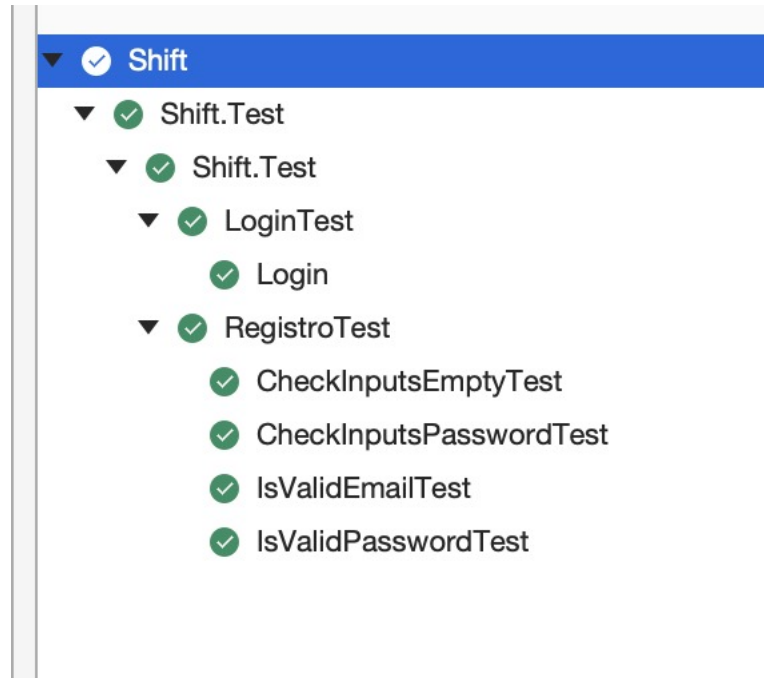 Shift
Shift.Test
Shift.Test
LoginTest
Login
RegistroTest
CheckInputsEmptyTest
CheckInputsPasswordTest
IsValidEmailTest
IsValidPasswordTest